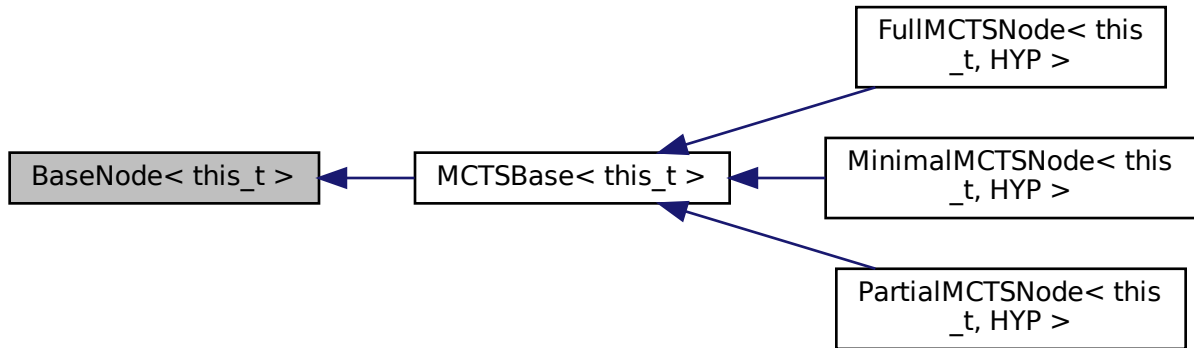 FullMCTSNode< this
_t, HYP >
BaseNode< this_t >
MCTSBase< this_t >
MinimalMCTSNode< this
_t, HYP >
PartialMCTSNode< this
_t, HYP >